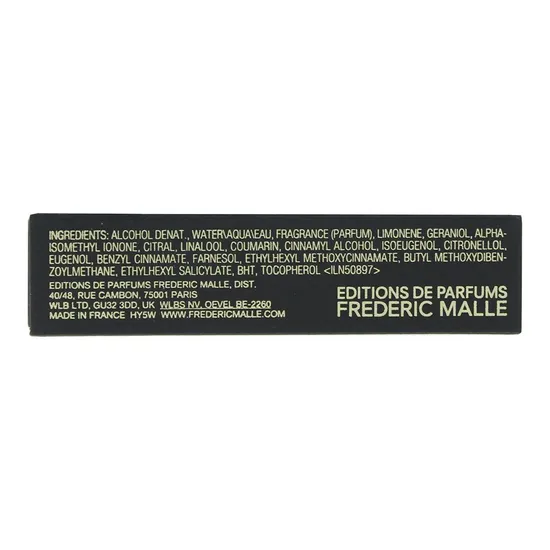 INGREDIENTS: ALCOHOL DENAT., WATER\AQUA\EAU, FRAGRANCE (PARFUM), LIMONENE, GERANIOL, ALPHA-
ISOMETHYL IONONE, CITRAL, LINALOOL, COUMARIN, CINNAMYL ALCOHOL, ISOEUGENOL, CITRONELLOL,
EUGENOL, BENZYL CINNAMATE, FARNESOL, ETHYLHEXYL METHOXYCINNAMATE, BUTYL METHOXYDIBEN-
ZOYLMETHANE, ETHYLHEXYL SALICYLATE, BHT, TOCOPHEROL <ILN50897>
EDITIONS DE PARFUMS FREDERIC MALLE, DIST.
40/48, RUE CAMBON, 75001 PARIS
WLB LTD, GU32 3DD, UK WLBS NV. OEVEL BE-2260
MADE IN FRANCE HY5W WWW.FREDERICMALLE.COM
EDITIONS DE PARFUMS
FREDERIC MALLE